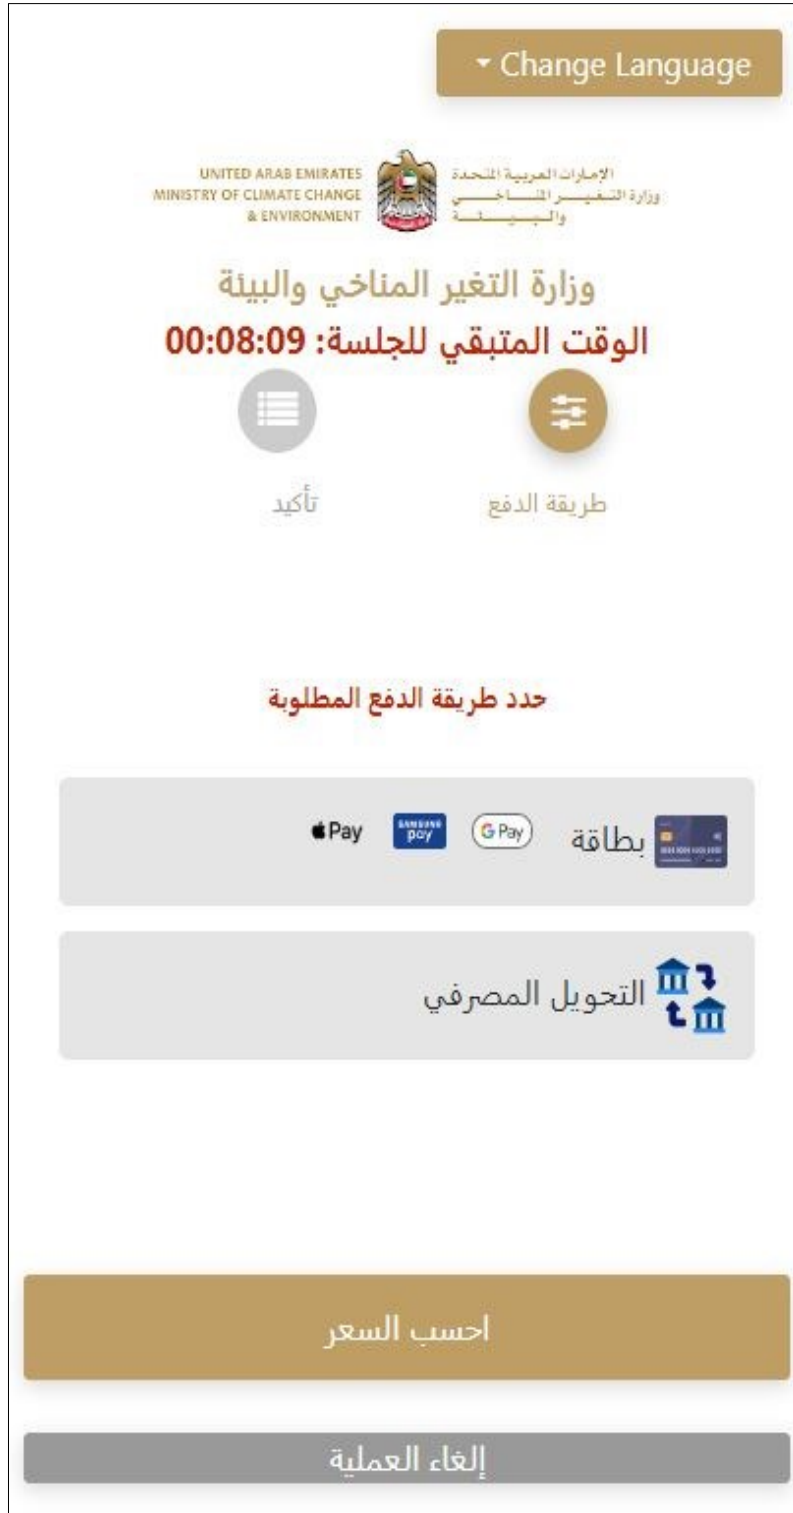 Change Language
UNITED ARAB EMIRATES
MINISTRY OF CLIMATE CHANGE
& ENVIRONMENT
الإمارات العربية المتحدة
وزارة التغير المناخي
والبيئة
وزارة التغير المناخي والبيئة
الوقت المتبقي للجلسة: 00:08:09
طريقة الدفع
تأكيد
حدد طريقة الدفع المطلوبة
بطاقة G Pay SAMSUNG pay Pay
التحويل المصرفي
احسب السعر
إلغاء العملية